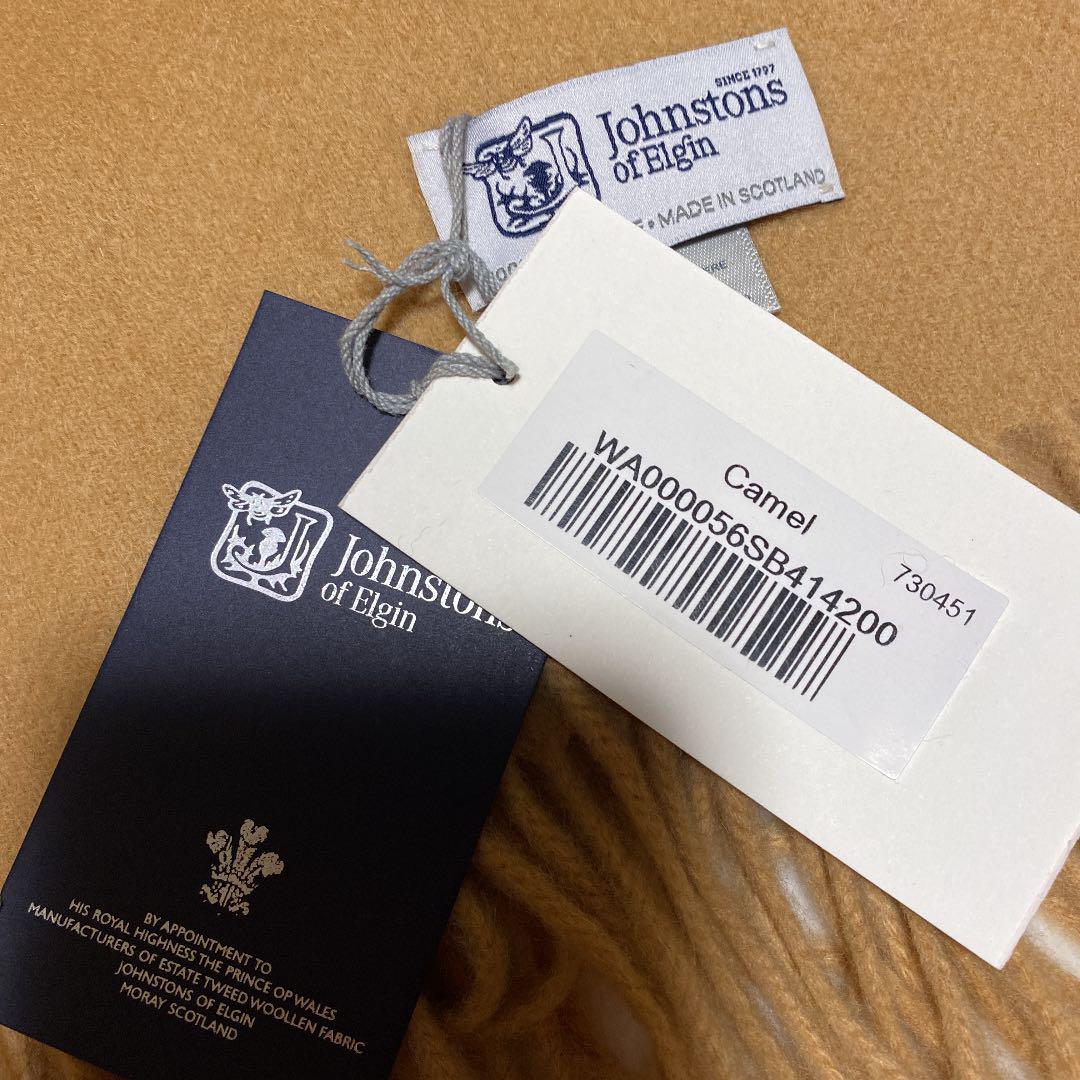 SINCE 1797
Johnstons
of Elgin
MADE IN SCOTLAND
Camel
WA000056SB414200
730451
Johnstons
of Elgin
BY APPOINTMENT TO
HIS ROYAL HIGHNESS THE PRINCE OF WALES
MANUFACTURERS OF ESTATE TWEED WOOLLEN FABRIC
JOHNSTONS OF ELGIN
MORAY SCOTLAND